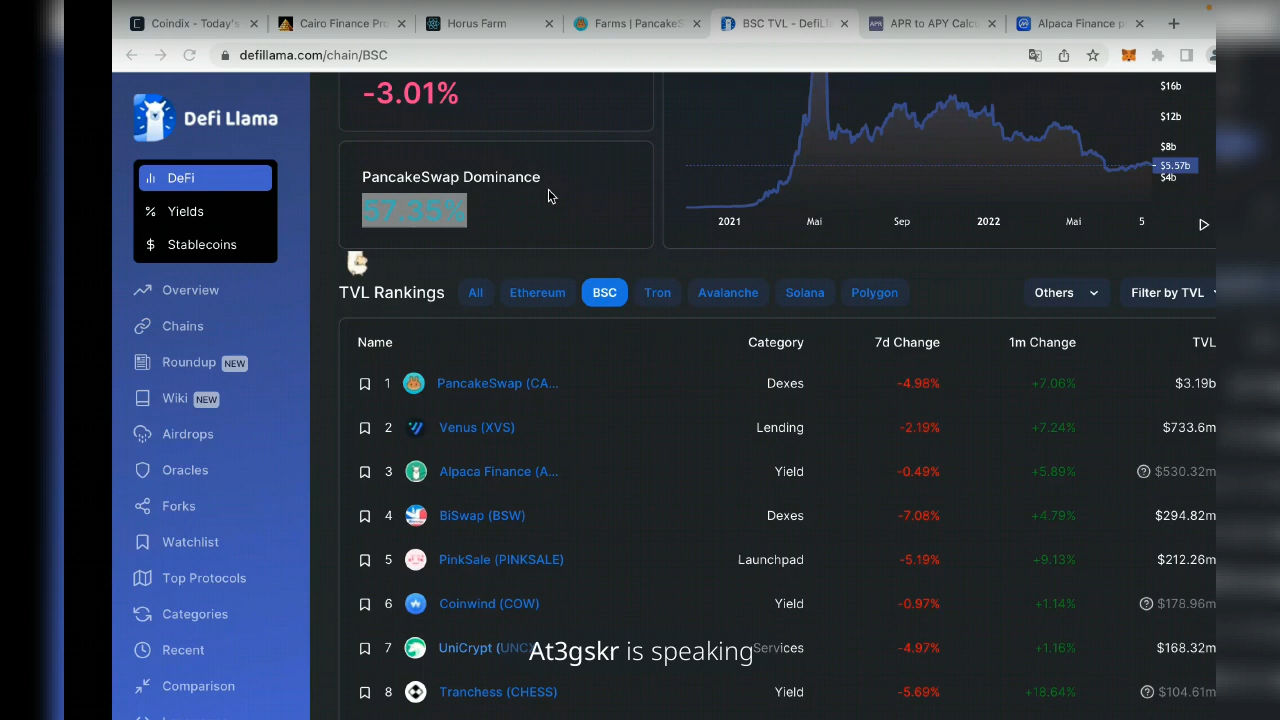 Coindix - Today's
Cairo Finance Pro
Horus Farm
Farms | PancakeS
BSC TVL - DefiLl
APR to APY Calc
Alpaca Finance p
defillama.com/chain/BSC
Defi Llama
DeFi
Yields
Stablecoins
Overview
Chains
Roundup NEW
Wiki NEW
Airdrops
Oracles
Forks
Watchlist
Top Protocols
Categories
Recent
Comparison
-3.01%
PancakeSwap Dominance
57.35%
$16b
$12b
$8b
$5.57b
$4b
2021 Mai Sep 2022 Mai 5
TVL Rankings All Ethereum BSC Tron Avalanche Solana Polygon Others Filter by TVL
Name Category 7d Change 1m Change TVL
1 PancakeSwap (CA... Dexes -4.98% +7.06% $3.19b
2 Venus (XVS) Lending -2.19% +7.24% $733.6m
3 Alpaca Finance (A... Yield -0.49% +5.89% $530.32m
4 BiSwap (BSW) Dexes -7.08% +4.79% $294.82m
5 PinkSale (PINKSALE) Launchpad -5.19% +9.13% $212.26m
6 Coinwind (COW) Yield -0.97% +1.14% $178.96m
7 UniCrypt (UNC Services -4.97% +1.16% $168.32m
At3gskr is speaking
8 Tranchess (CHESS) Yield -5.69% +18.64% $104.61m